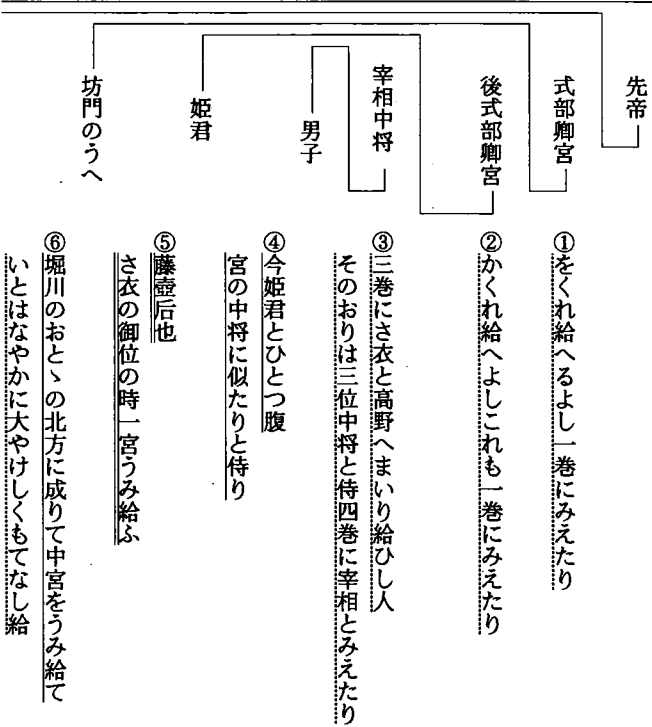 先帝
式部卿宮
①をくれ給へるよし一巻にみえたり
後式部卿宮
②かくれ給へよしこれも一巻にみえたり
宰相中将
③三巻にさ衣と高野へまいり給ひし人
そのおりは三位中将と侍四巻に宰相とみえたり
男子
④今姫君とひとつ腹
宮の中将に似たりと侍り
姫君
⑤藤壺后也
さ衣の御位の時一宮うみ給ふ
坊門のうへ
⑥堀川のおとゝの北方に成りて中宮をうみ給て
いとはなやかに大やけしくもてなし給